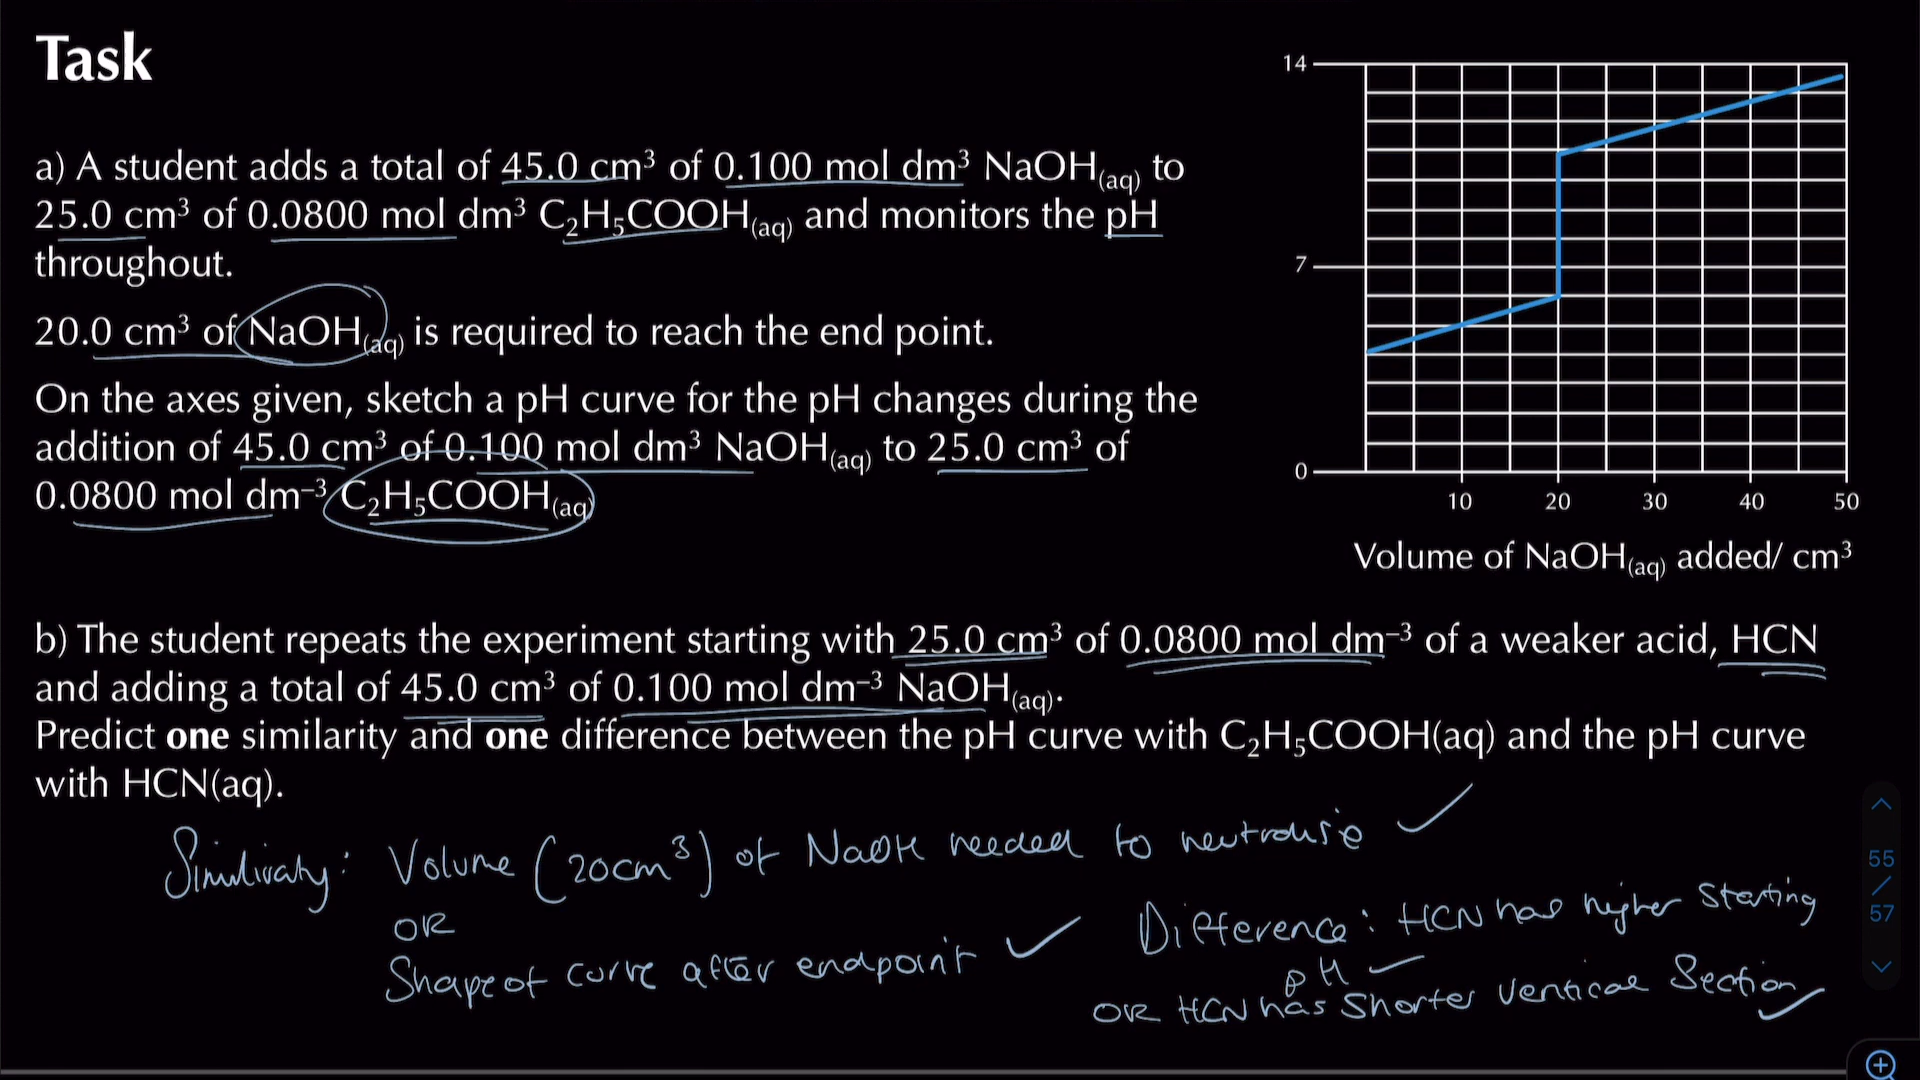 Task
14
a) A student adds a total of 45.0 cm³ of 0.100 mol dm³ NaOH(aq) to
25.0 cm³ of 0.0800 mol dm³ C₂H₅COOH(aq) and monitors the pH
7
throughout.
20.0 cm³ of NaOH(aq) is required to reach the end point.
On the axes given, sketch a pH curve for the pH changes during the
addition of 45.0 cm³ of 0.100 mol dm³ NaOH(aq) to 25.0 cm³ of
0
0.0800 mol dm⁻³ C₂H₅COOH(aq)
10 20 30 40 50
Volume of NaOH(aq) added/ cm³
b) The student repeats the experiment starting with 25.0 cm³ of 0.0800 mol dm⁻³ of a weaker acid, HCN
and adding a total of 45.0 cm³ of 0.100 mol dm⁻³ NaOH(aq).
Predict one similarity and one difference between the pH curve with C₂H₅COOH(aq) and the pH curve
with HCN(aq).
Similiraty: Volume (20cm³) of NaOH needed to neutralise ✓
OR
Shape of curve after endpoint ✓
Difference: HCN has higher starting
pH ✓
OR HCN has shorter vertical section ✓
55
/
57